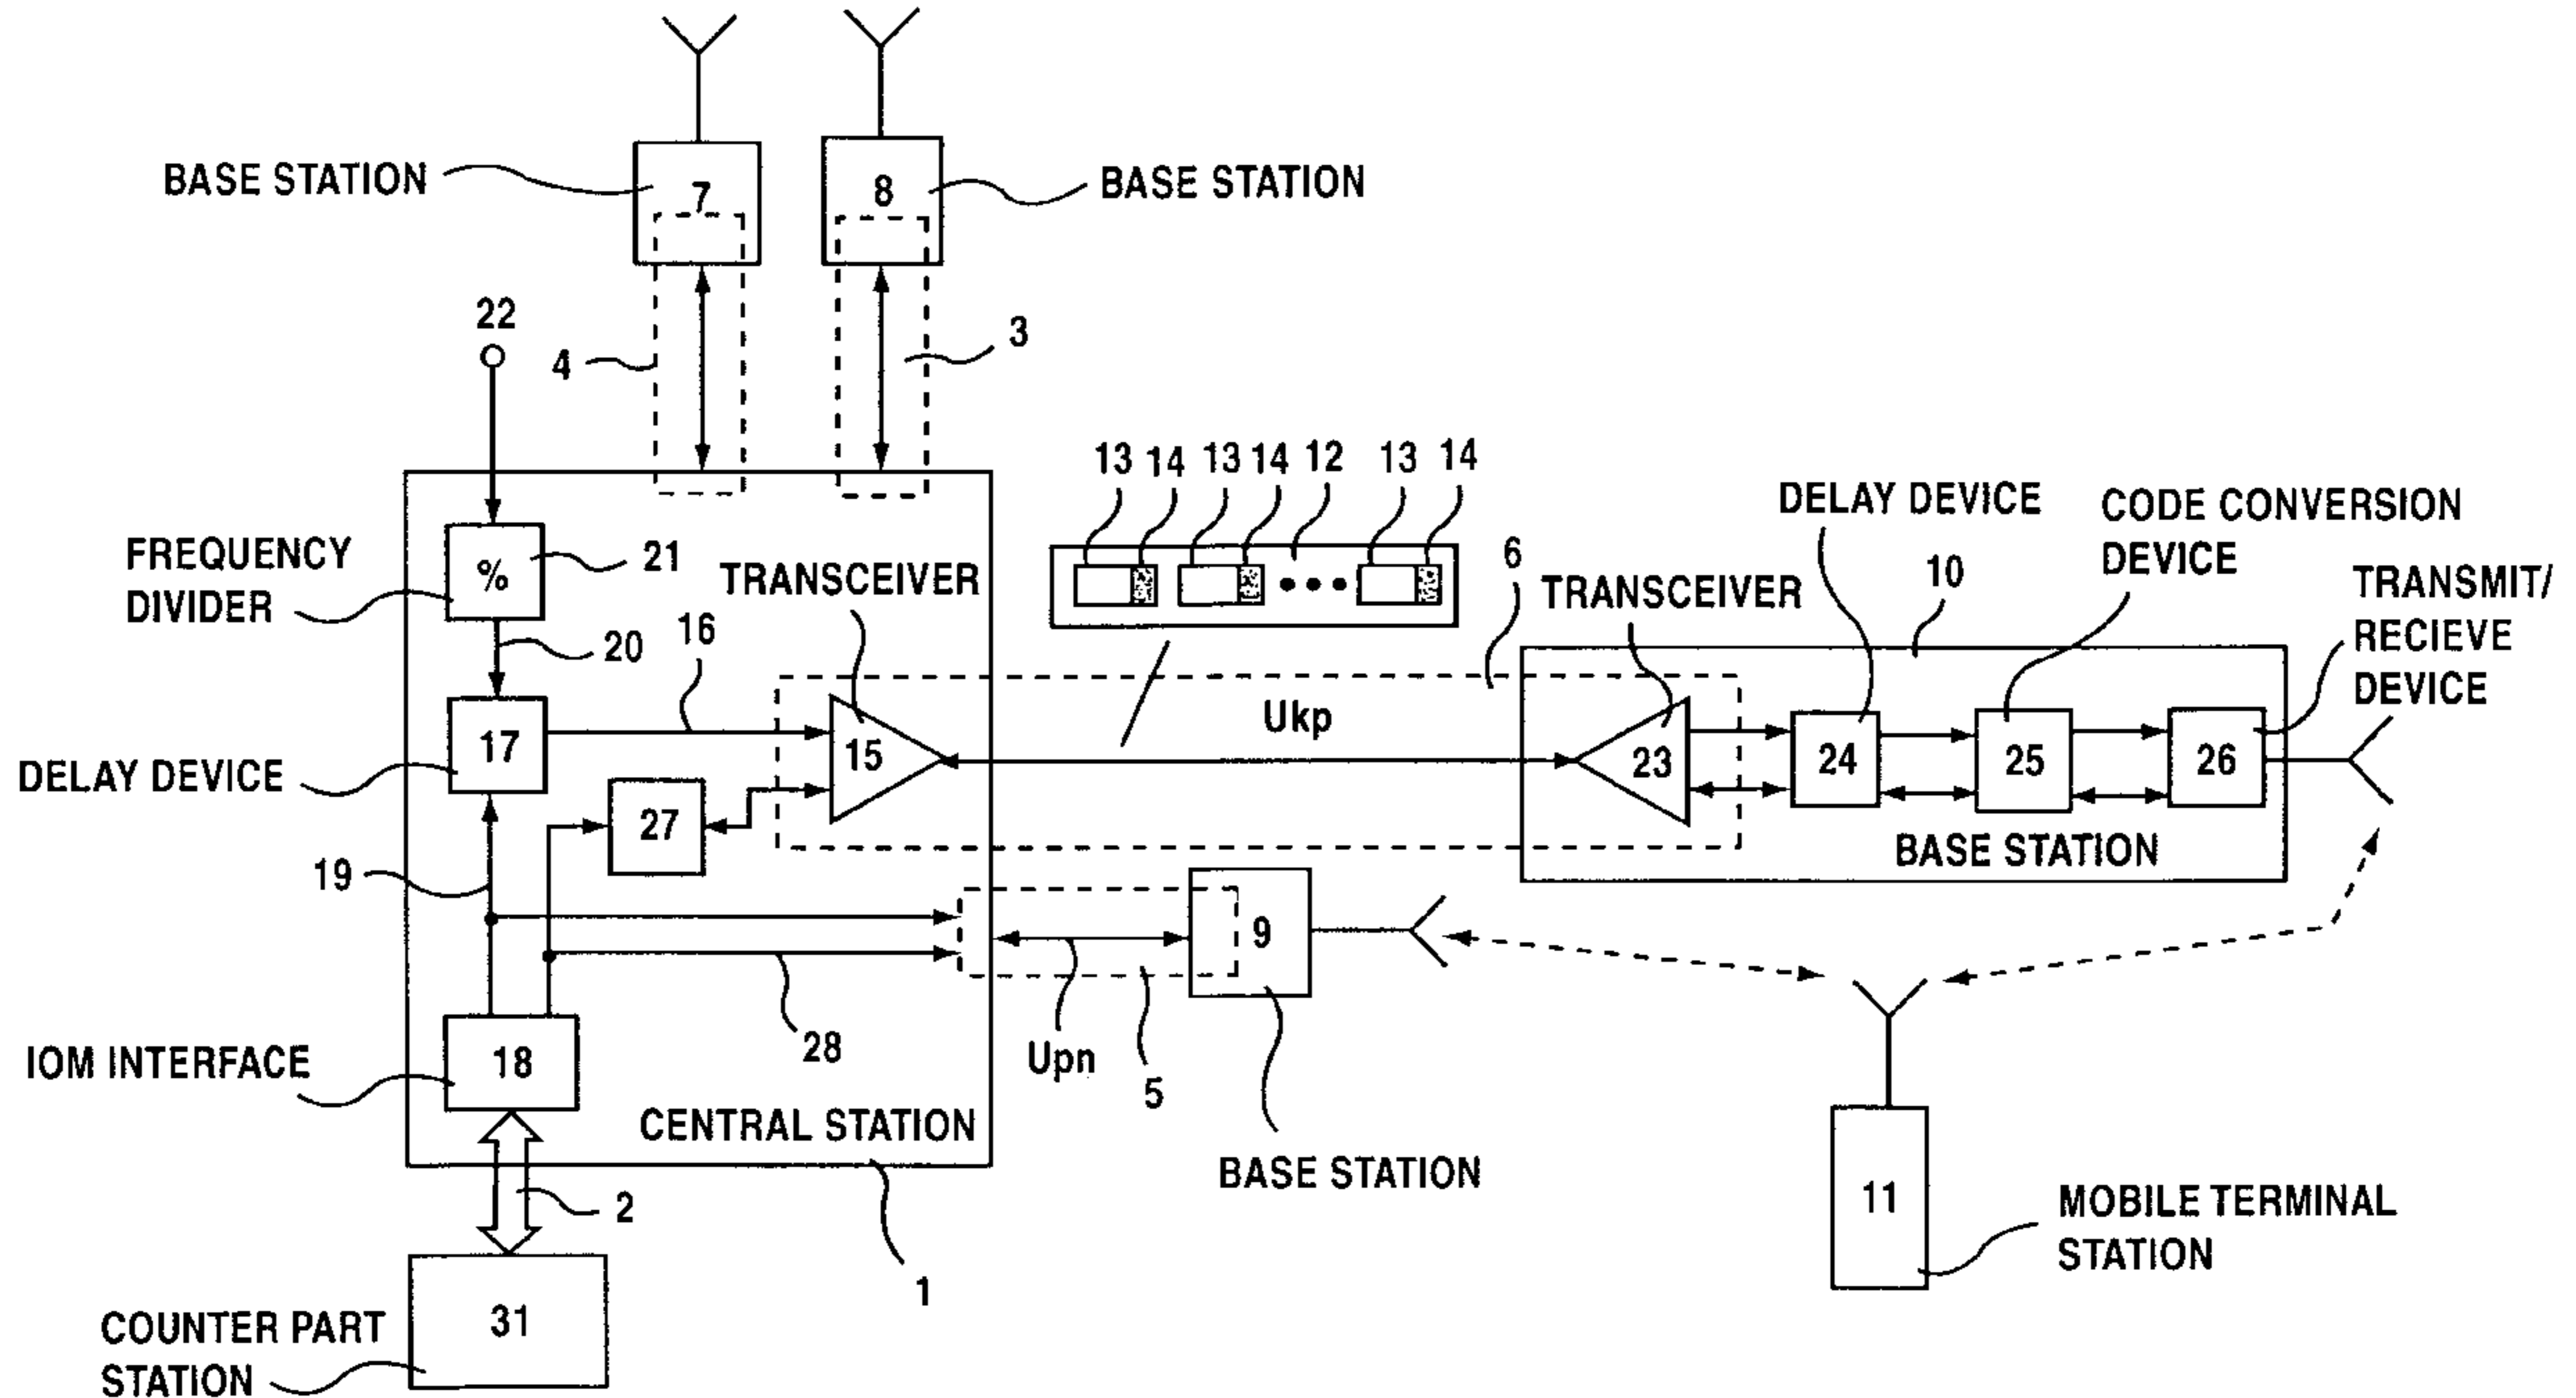 BASE STATION
7
8
BASE STATION
22
4
3
13 14 13 14 12 13 14
6
DELAY DEVICE
CODE CONVERSION
DEVICE
10
TRANSMIT/
RECIEVE
DEVICE
FREQUENCY
DIVIDER
%
21
TRANSCEIVER
TRANSCEIVER
20
16
Ukp
17
15
23
24
25
26
DELAY DEVICE
27
BASE STATION
19
9
28
Upn
5
IOM INTERFACE
18
CENTRAL STATION
BASE STATION
2
1
11
MOBILE TERMINAL
STATION
31
COUNTER PART
STATION